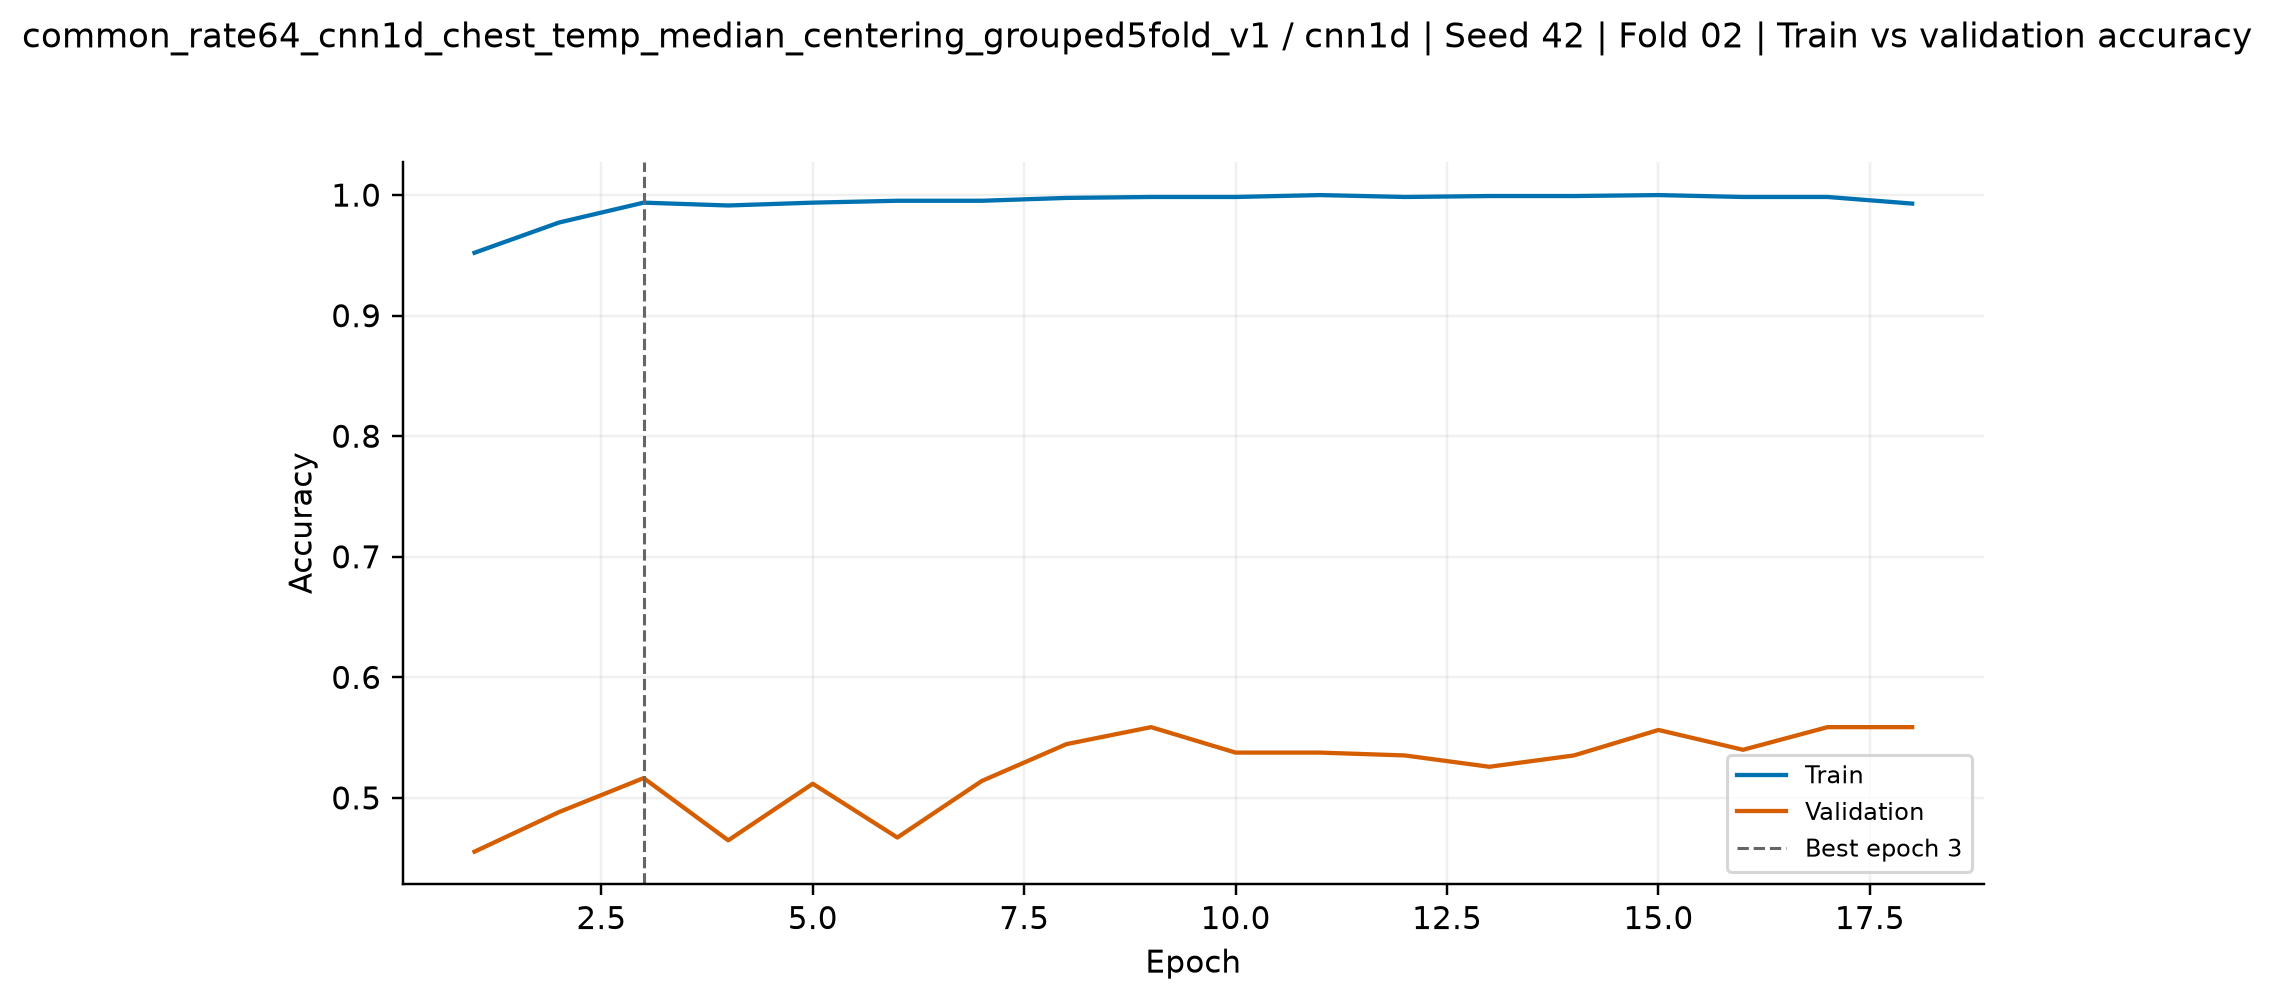 common_rate64_cnn1d_chest_temp_median_centering_grouped5fold_v1 / cnn1d | Seed 42 | Fold 02 | Train vs validation accuracy
1.0
0.9
0.8
0.7
0.6
0.5
Accuracy
Train
Validation
Best epoch 3
2.5 5.0 7.5 10.0 12.5 15.0 17.5
Epoch